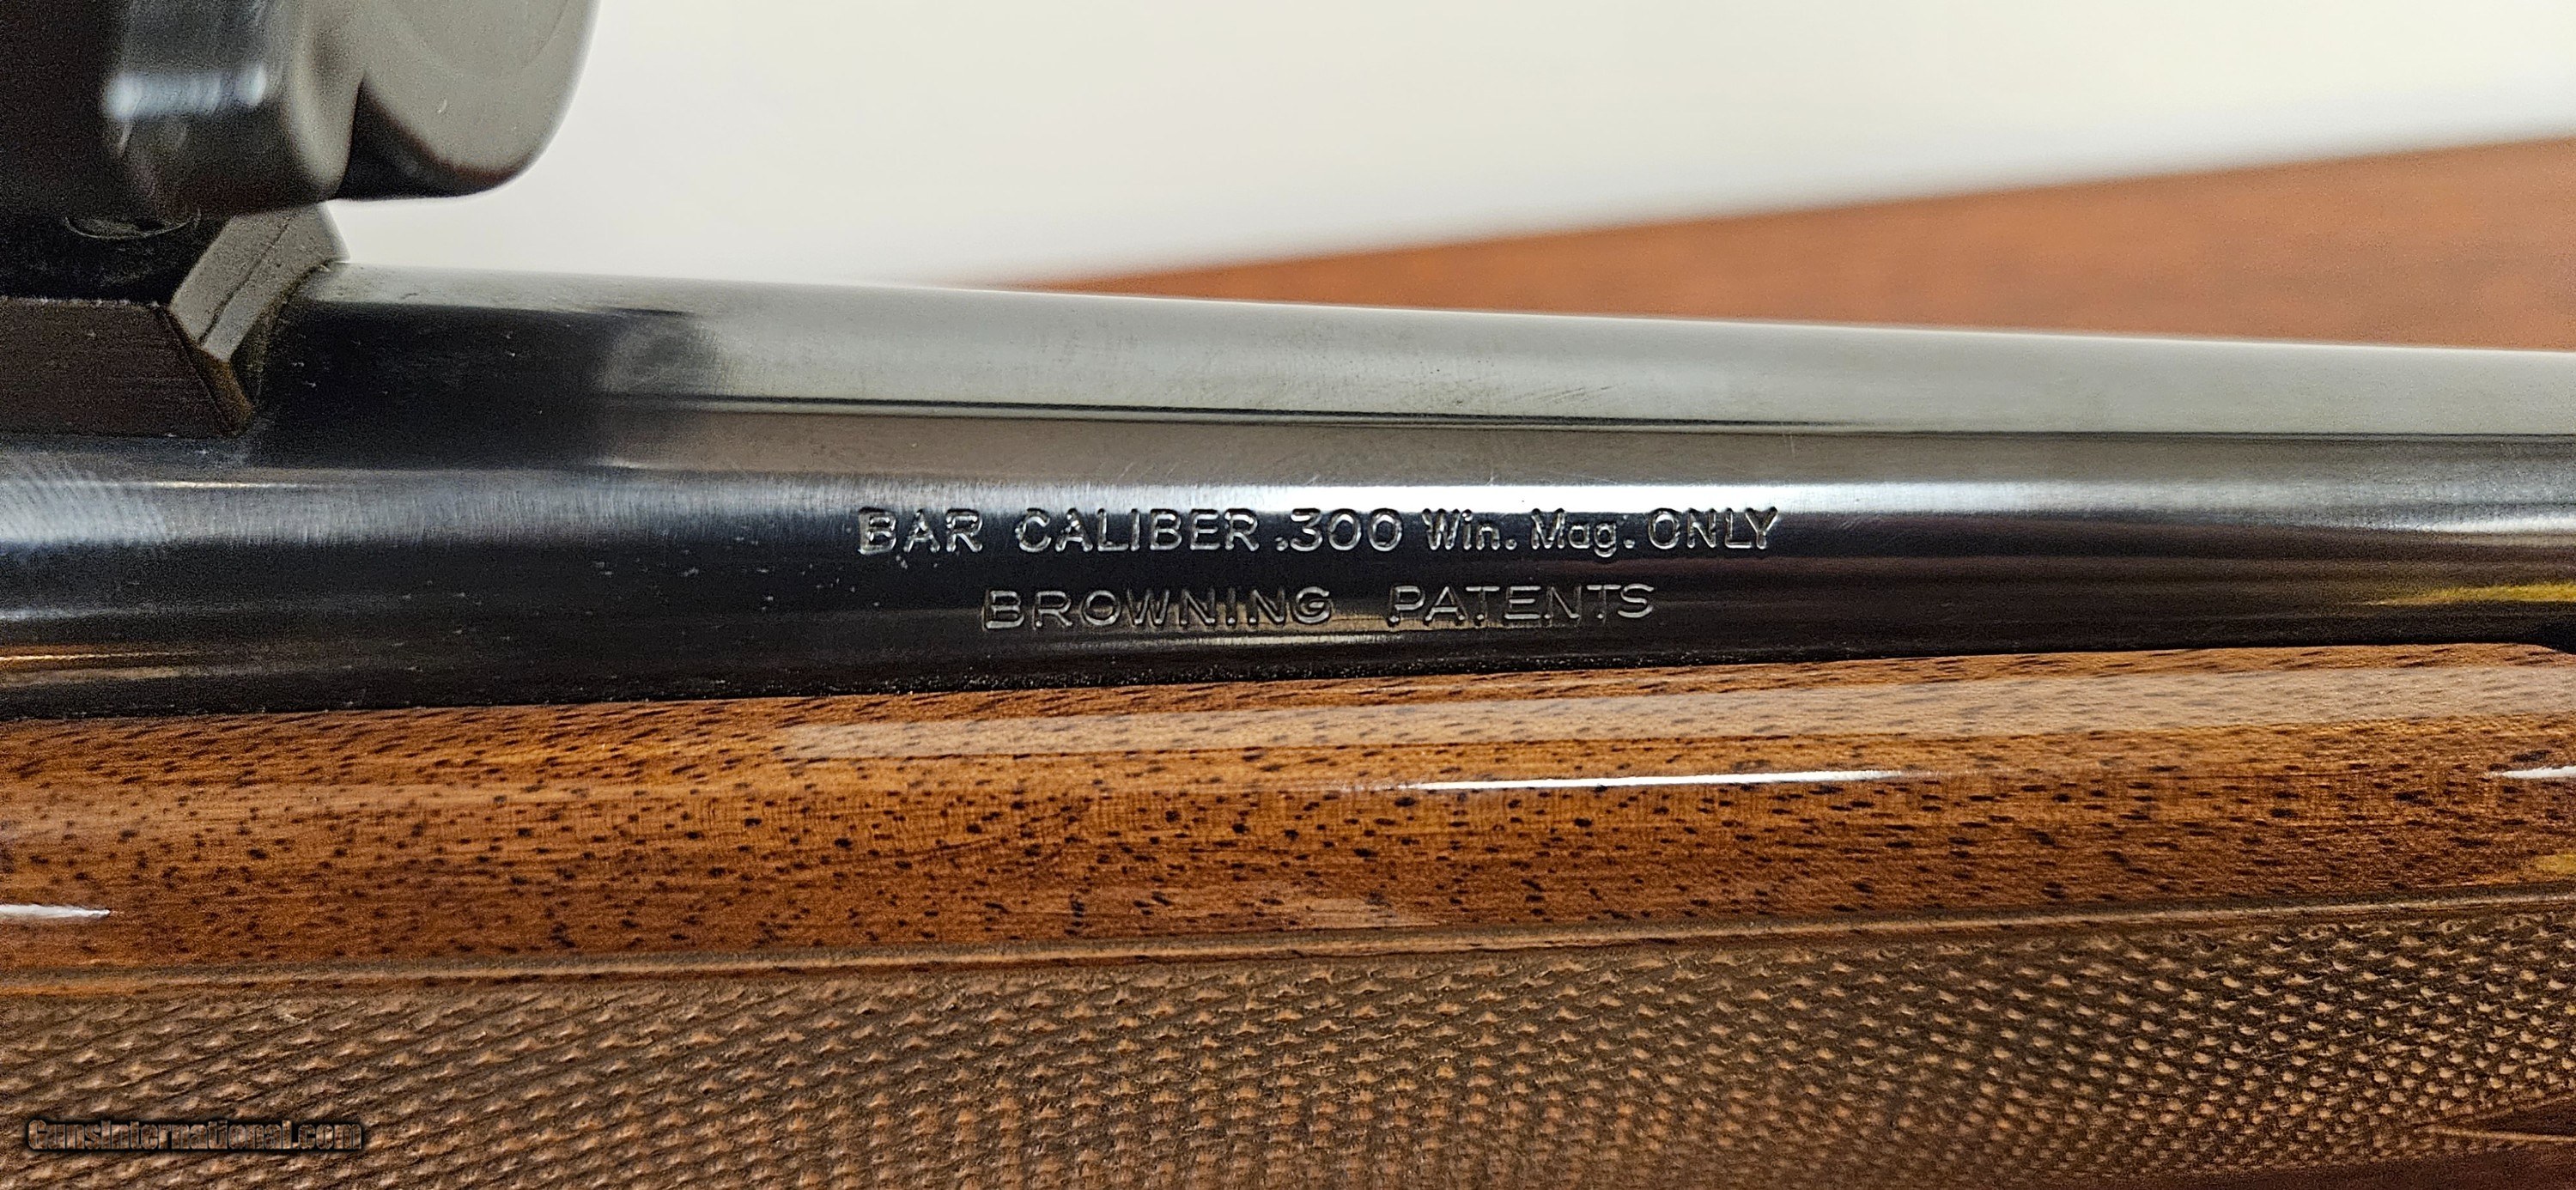 BAR CALIBER .300 Win. Mag. ONLY
BROWNING PATENTS
GunsInternational.com